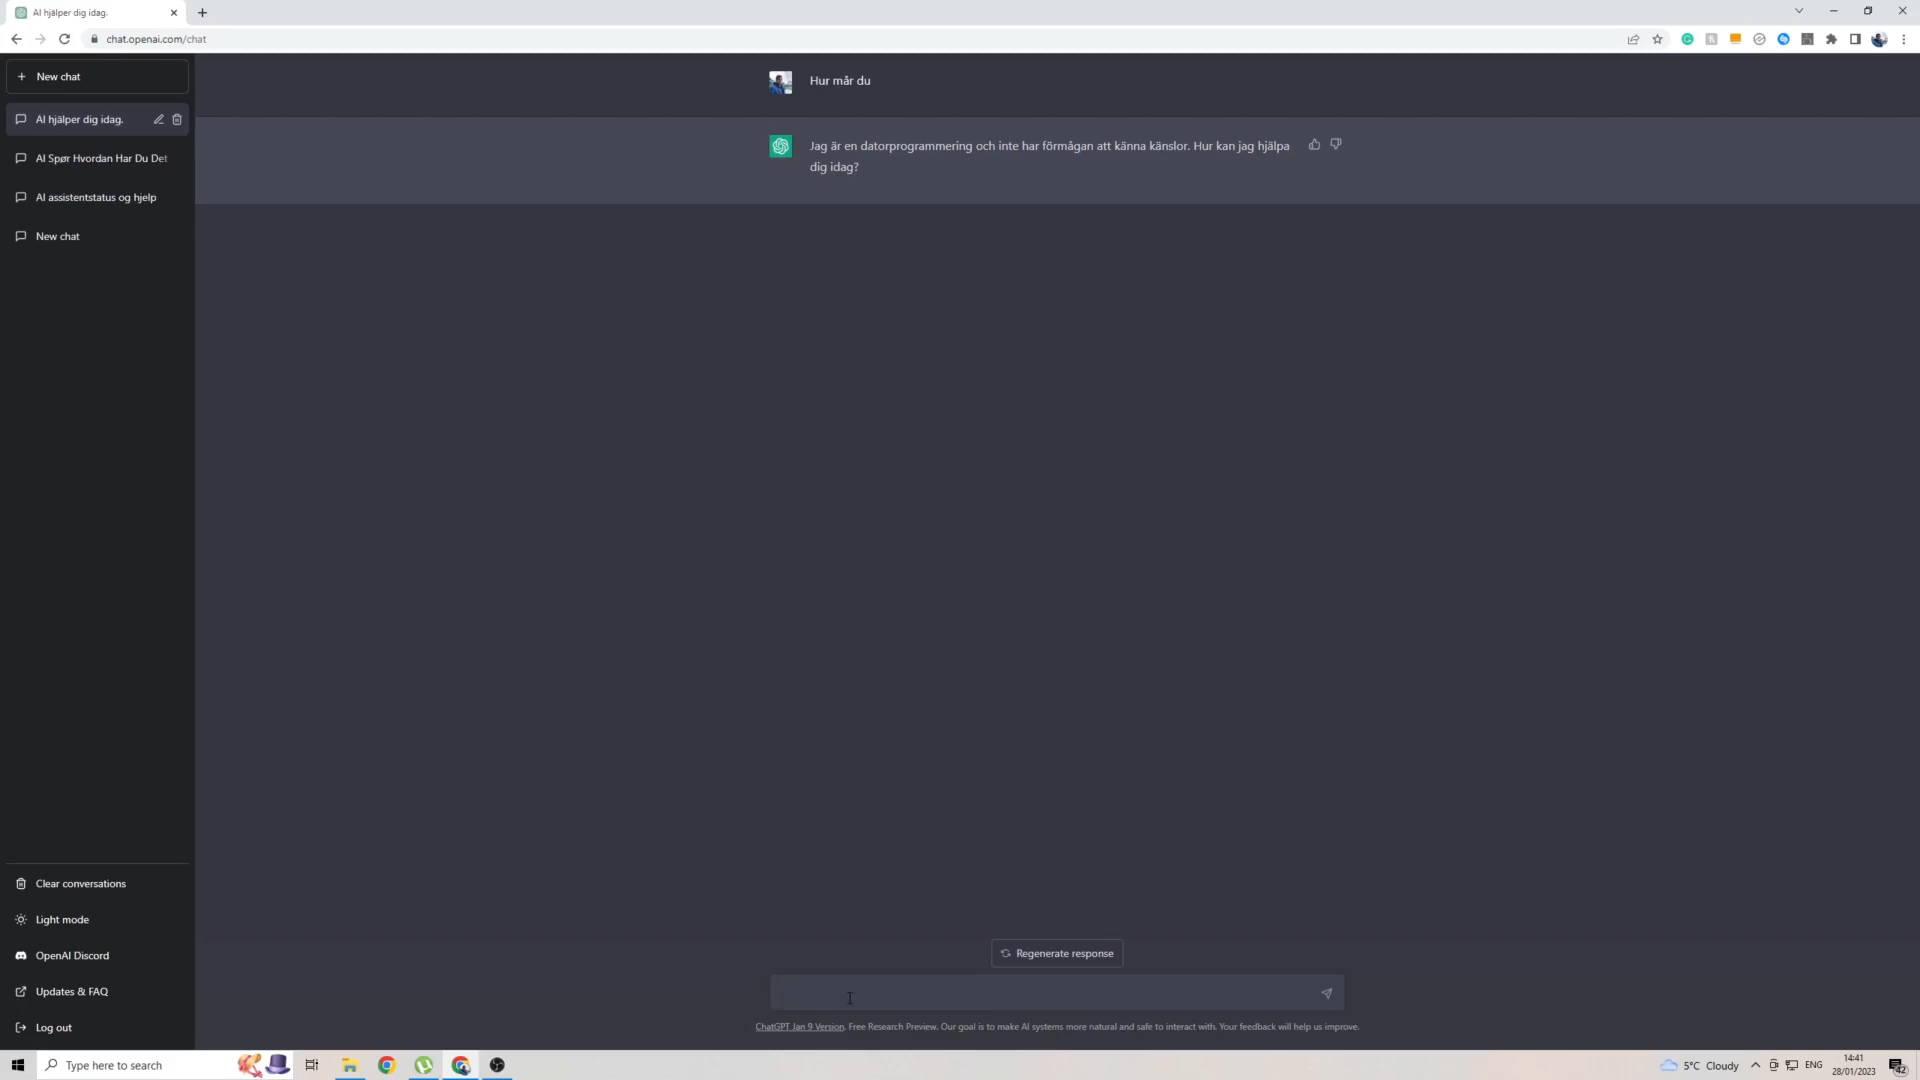 AI hjälper dig idag.
chat.openai.com/chat
New chat
AI hjälper dig idag.
AI Spør Hvordan Har Du Det
AI assistentstatus og hjelp
New chat
Hur mår du
Jag är en datorprogrammering och inte har förmågan att känna känslor. Hur kan jag hjälpa
dig idag?
Clear conversations
Light mode
OpenAI Discord
Updates & FAQ
Log out
Regenerate response
ChatGPT Jan 9 Version. Free Research Preview. Our goal is to make AI systems more natural and safe to interact with. Your feedback will help us improve.
Type here to search
5°C Cloudy
ENG
14:41
28/01/2023
42